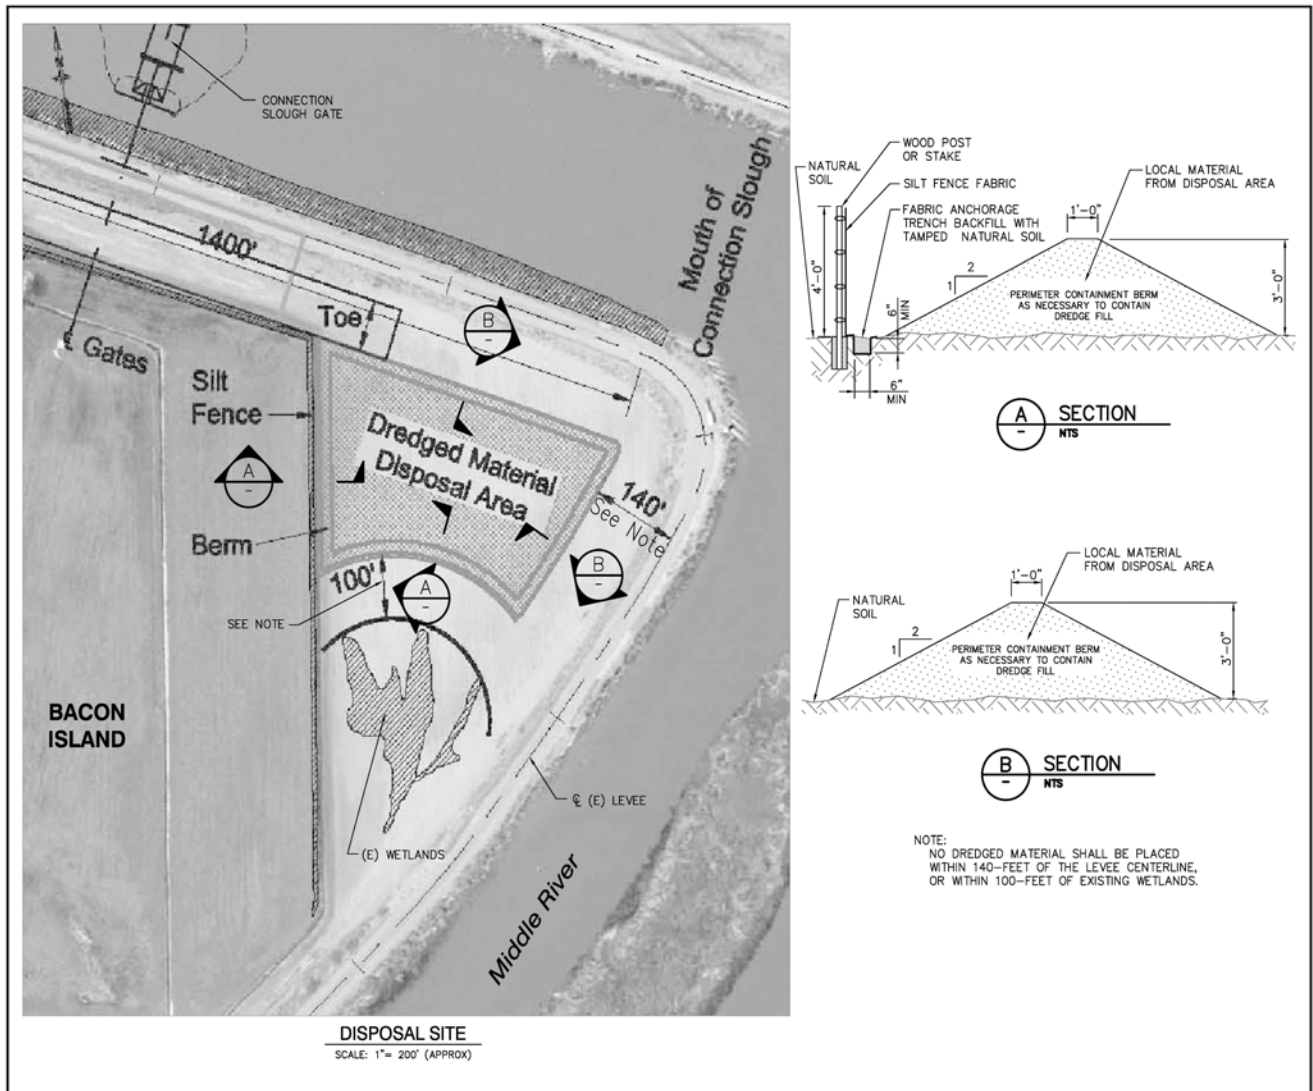 CONNECTION
SLOUGH GATE
Mouth of
Connection Slough
1400'
Toe
B
-
Gates
Silt
Fence
A
-
Berm
Dredged Material
Disposal Area
140'
See Note
B
-
100'
A
-
SEE NOTE
BACON
ISLAND
℄ (E) LEVEE
(E) WETLANDS
Middle River
DISPOSAL SITE
SCALE: 1"= 200' (APPROX)
WOOD POST
OR STAKE
NATURAL
SOIL
SILT FENCE FABRIC
LOCAL MATERIAL
FROM DISPOSAL AREA
FABRIC ANCHORAGE
TRENCH BACKFILL WITH
TAMPED NATURAL SOIL
1'-0"
4'-0"
2
1
PERIMETER CONTAINMENT BERM
AS NECESSARY TO CONTAIN
DREDGE FILL
3'-0"
6"
MIN
6"
MIN
A
-
SECTION
NTS
LOCAL MATERIAL
FROM DISPOSAL AREA
1'-0"
NATURAL
SOIL
2
1
PERIMETER CONTAINMENT BERM
AS NECESSARY TO CONTAIN
DREDGE FILL
3'-0"
B
-
SECTION
NTS
NOTE:
NO DREDGED MATERIAL SHALL BE PLACED
WITHIN 140-FEET OF THE LEVEE CENTERLINE,
OR WITHIN 100-FEET OF EXISTING WETLANDS.